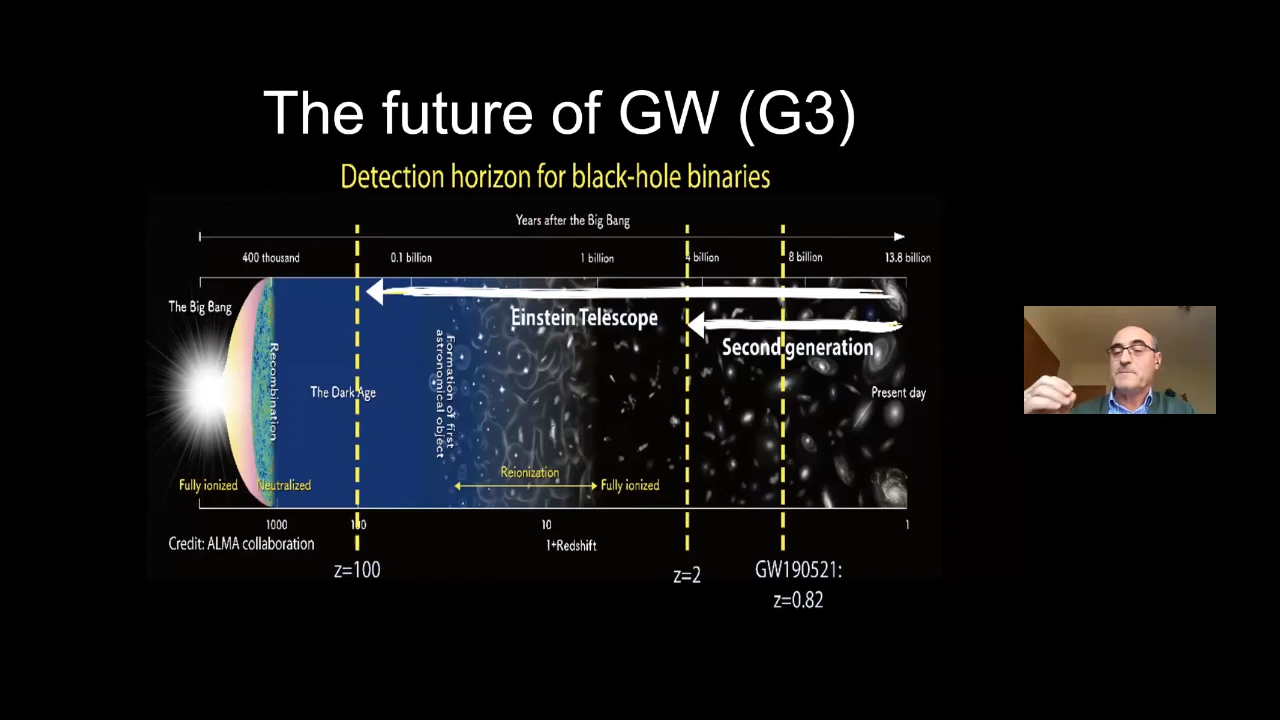 The future of GW (G3)
Detection horizon for black-hole binaries
Years after the Big Bang
400 thousand
0.1 billion
1 billion
4 billion
8 billion
13.8 billion
The Big Bang
Einstein Telescope
Second generation
Recombination
The Dark Age
Formation of first
astronomical object
Present day
Reionization
Fully ionized
Neutralized
Fully ionized
1000
100
10
1
Credit: ALMA collaboration
1+Redshift
z=100
z=2
GW190521:
z=0.82